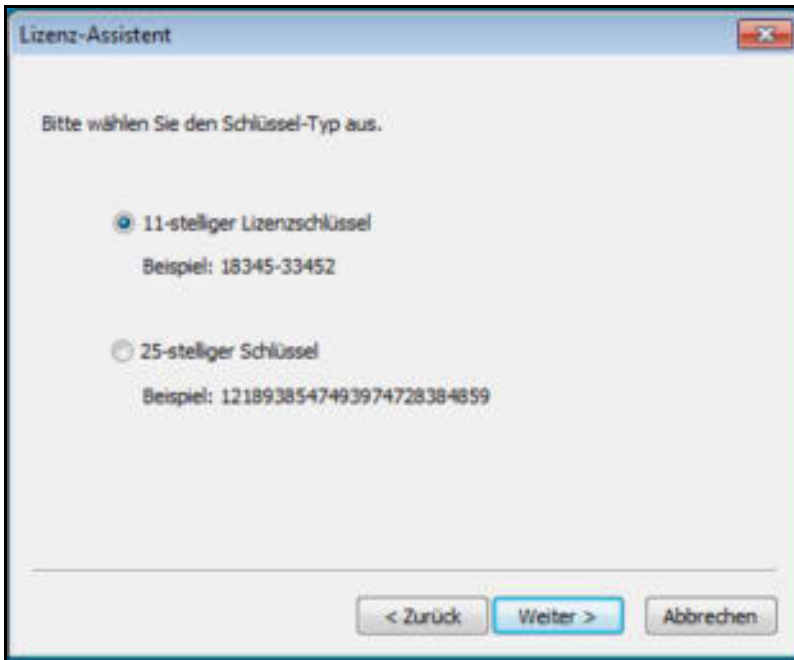 Lizenz-Assistent
Bitte wählen Sie den Schlüssel-Typ aus.
11-stelliger Lizenzschlüssel
Beispiel: 18345-33452
25-stelliger Schlüssel
Beispiel: 1218938547493974728384859
< Zurück Weiter > Abbrechen